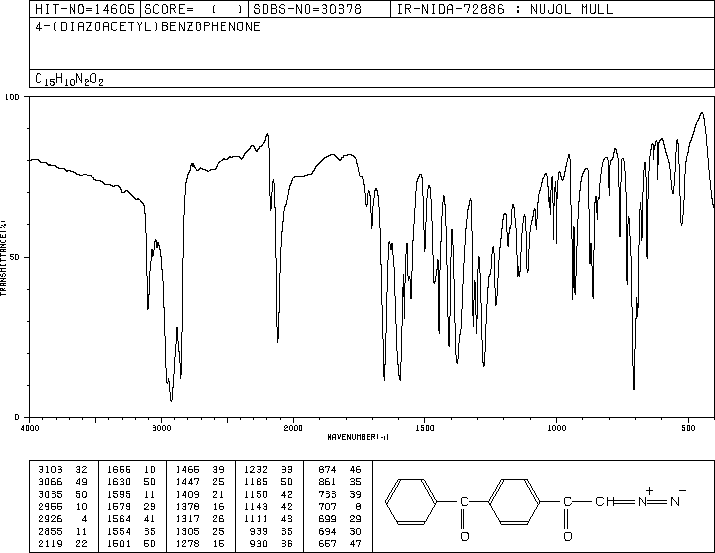 HIT-NO=14605 SCORE= ( ) SDBS-NO=30378 IR-NIDA-72886 : NUJOL MULL
4-(DIAZOACETYL)BENZOPHENONE
C15H10N2O2
100
50
0
TRANSMITTANCE(%)
4000 3000 2000 1500 1000 500
WAVENUMBER(-1)
3103 32 1656 10 1466 39 1232 33 874 46
3066 49 1630 50 1447 25 1185 50 861 35
3035 50 1595 11 1409 21 1150 42 733 39
2955 10 1579 29 1378 16 1143 42 707 8
2926 4 1564 41 1317 26 1111 43 699 29
2855 11 1554 35 1305 25 939 35 694 30
2119 22 1501 50 1278 15 930 36 657 47
C C CH N + N −
O O